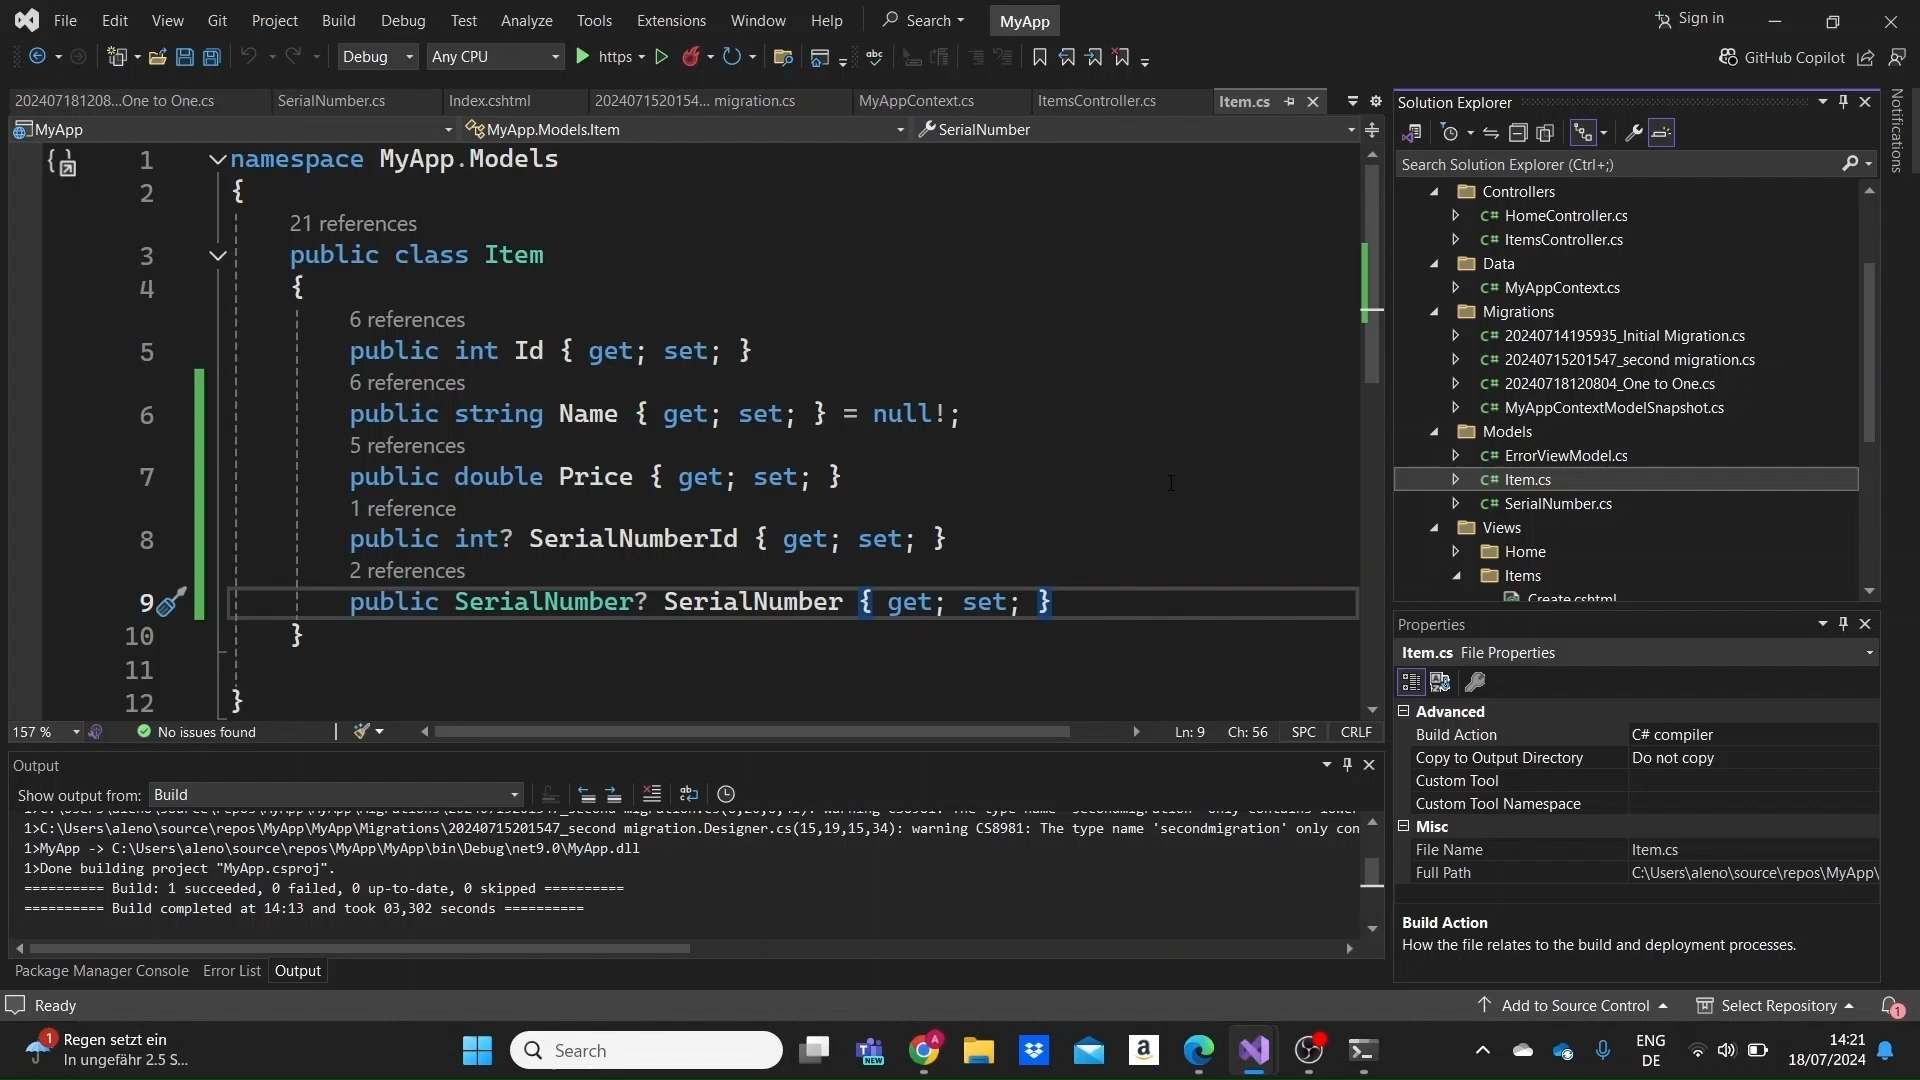 File Edit View Git Project Build Debug Test Analyze Tools Extensions Window Help Search MyApp Sign in
Debug Any CPU https GitHub Copilot
202407181208...One to One.cs SerialNumber.cs Index.cshtml 2024071520154... migration.cs MyAppContext.cs ItemsController.cs Item.cs
MyApp MyApp.Models.Item SerialNumber
1 namespace MyApp.Models
2 {
21 references
3 public class Item
4 {
6 references
5 public int Id { get; set; }
6 references
6 public string Name { get; set; } = null!;
5 references
7 public double Price { get; set; }
1 reference
8 public int? SerialNumberId { get; set; }
2 references
9 public SerialNumber? SerialNumber { get; set; }
10 }
11
12 }
157 % No issues found Ln: 9 Ch: 56 SPC CRLF
Output
Show output from: Build
1>C:\Users\aleno\source\repos\MyApp\MyApp\Migrations\20240715201547_second migration.Designer.cs(15,19,15,34): warning CS8981: The type name 'secondmigration' only con
1>MyApp -> C:\Users\aleno\source\repos\MyApp\MyApp\bin\Debug\net9.0\MyApp.dll
1>Done building project "MyApp.csproj".
========== Build: 1 succeeded, 0 failed, 0 up-to-date, 0 skipped ==========
========== Build completed at 14:13 and took 03,302 seconds ==========
Package Manager Console Error List Output
Solution Explorer
Search Solution Explorer (Ctrl+;)
Controllers
C# HomeController.cs
C# ItemsController.cs
Data
C# MyAppContext.cs
Migrations
C# 20240714195935_Initial Migration.cs
C# 20240715201547_second migration.cs
C# 20240718120804_One to One.cs
C# MyAppContextModelSnapshot.cs
Models
C# ErrorViewModel.cs
C# Item.cs
C# SerialNumber.cs
Views
Home
Items
Create.cshtml
Notifications
Properties
Item.cs File Properties
Advanced
Build Action C# compiler
Copy to Output Directory Do not copy
Custom Tool
Custom Tool Namespace
Misc
File Name Item.cs
Full Path C:\Users\aleno\source\repos\MyApp\
Build Action
How the file relates to the build and deployment processes.
Ready Add to Source Control Select Repository 1
1 Regen setzt ein
In ungefähr 2.5 S...
Search
NEW
A
ENG
DE
14:21
18/07/2024